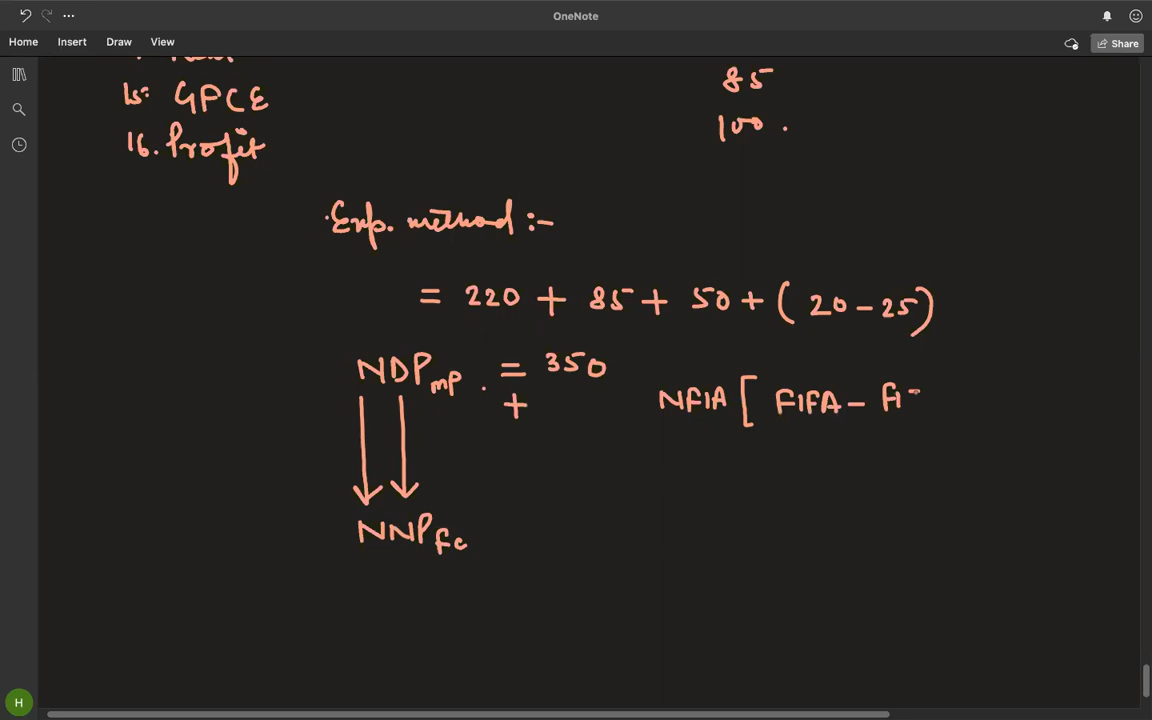 OneNote
Home Insert Draw View Share
85
15. GPCE
100.
16. Profit
Exp. method :-
= 220 + 85 + 50 + (20 - 25)
NDPmp. = 350
+ NFIA [ FIFA - FI
NNPfc
H